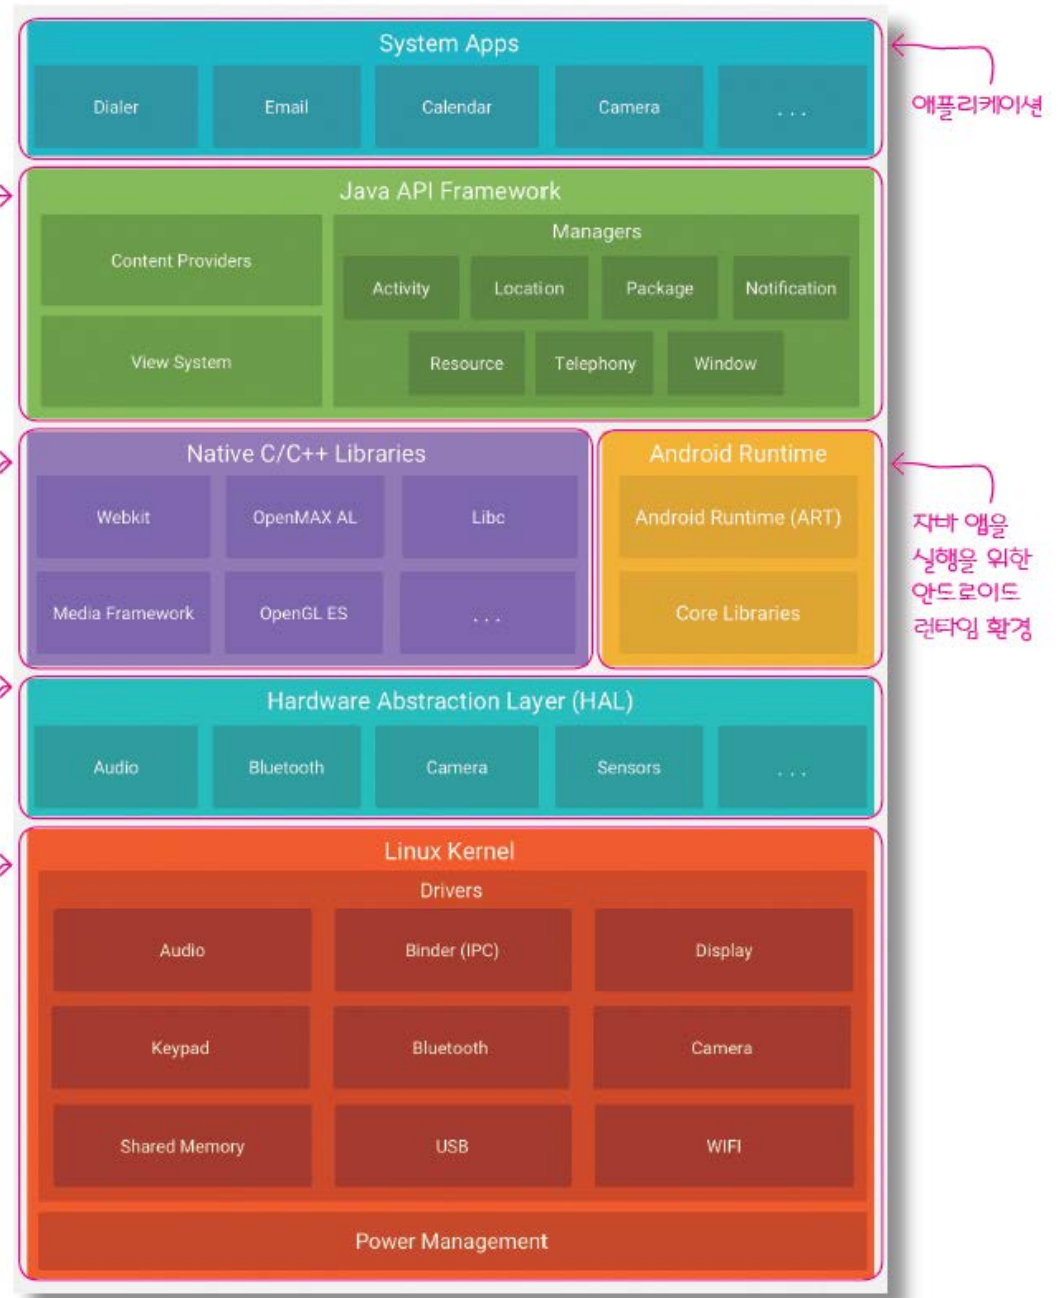 System Apps
Dialer
Email
Calendar
Camera
. . .
애플리케이션
Java API Framework
Content Providers
View System
Managers
Activity
Location
Package
Notification
Resource
Telephony
Window
Native C/C++ Libraries
Webkit
OpenMAX AL
Libc
Media Framework
OpenGL ES
. . .
Android Runtime
Android Runtime (ART)
Core Libraries
자바 앱을
실행을 위한
안드로이드
런타임 환경
Hardware Abstraction Layer (HAL)
Audio
Bluetooth
Camera
Sensors
. . .
Linux Kernel
Drivers
Audio
Binder (IPC)
Display
Keypad
Bluetooth
Camera
Shared Memory
USB
WIFI
Power Management